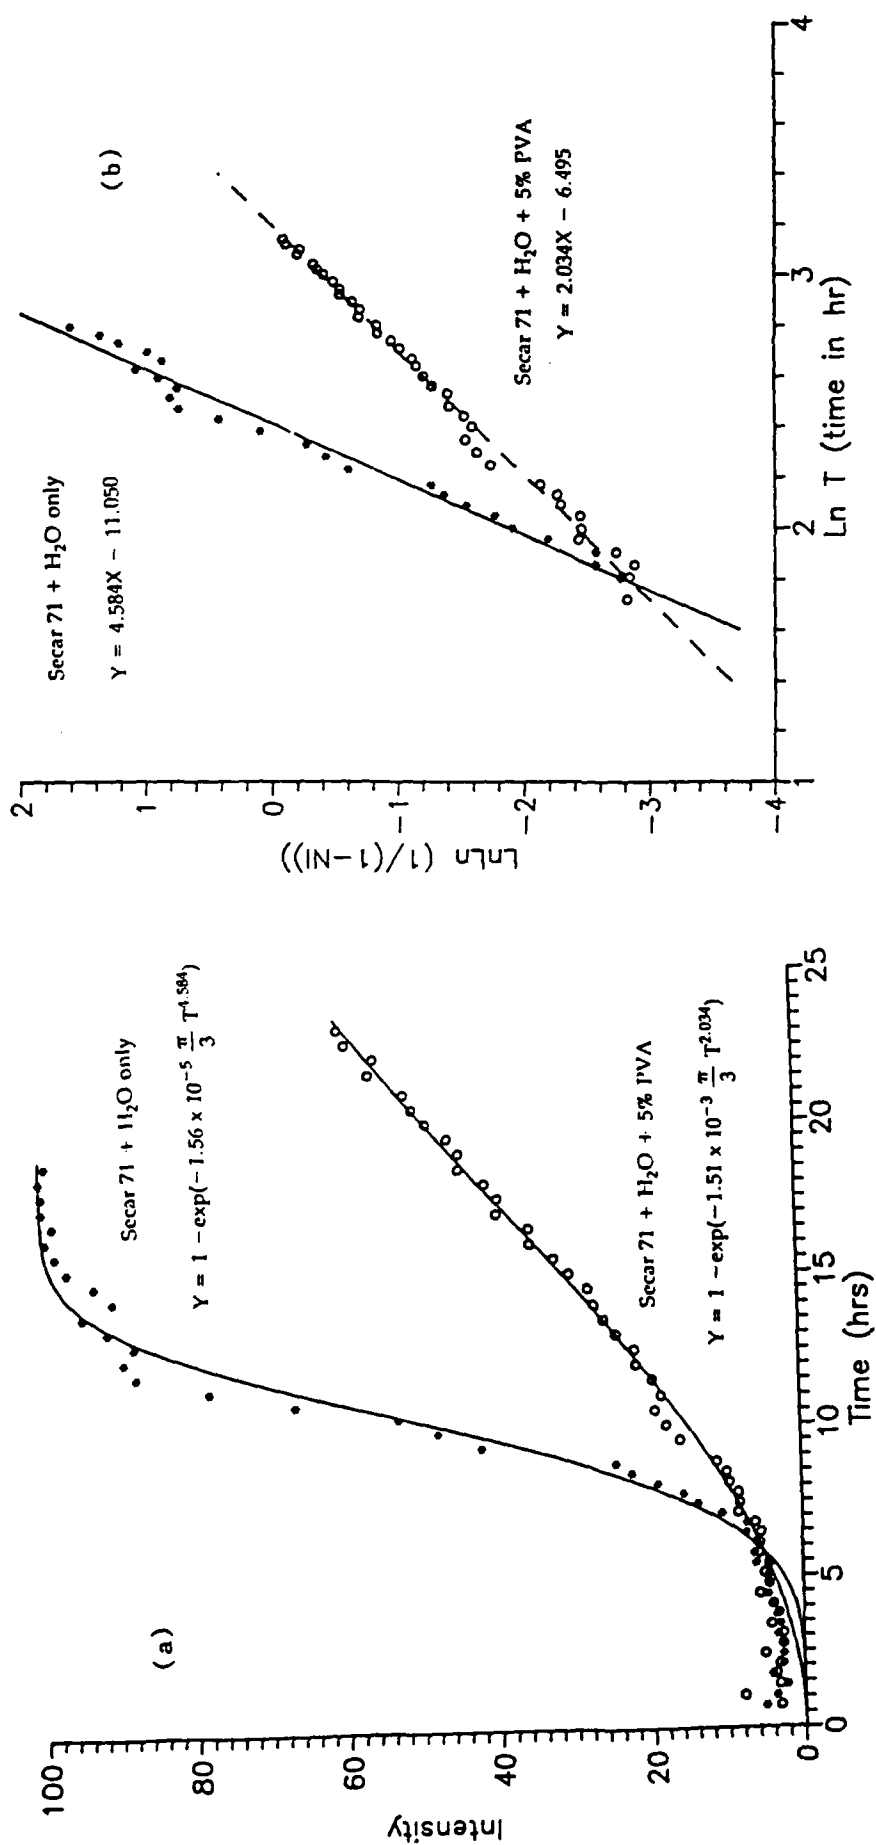 (a)
Intensity
100
80
60
40
20
0
0
5
10
15
20
25
Time (hrs)
Secar 71 + H₂O only
Y = 1 −exp(−1.56 x 10⁻⁵ π/3 T⁴·⁵⁸⁴)
Secar 71 + H₂O + 5% PVA
Y = 1 −exp(−1.51 x 10⁻³ π/3 T²·⁰³⁴)
(b)
LnLn (1/(1−NI))
2
1
0
−1
−2
−3
−4
1
2
3
4
Ln T (time in hr)
Secar 71 + H₂O only
Y = 4.584X − 11.050
Secar 71 + H₂O + 5% PVA
Y = 2.034X − 6.495